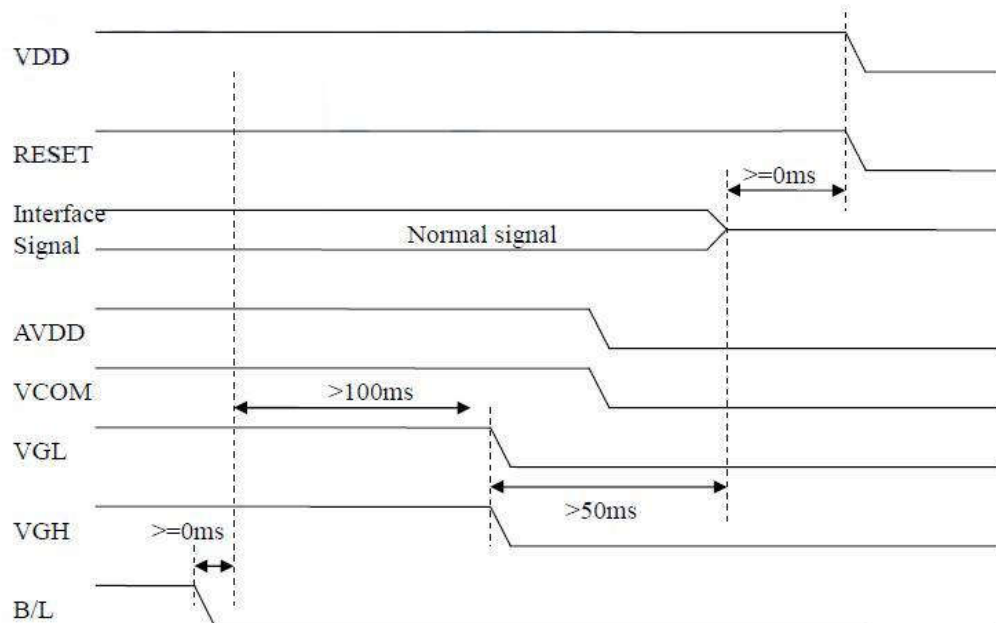 VDD
RESET
>=0ms
Interface
Signal
Normal signal
AVDD
VCOM
>100ms
VGL
>50ms
VGH
>=0ms
B/L